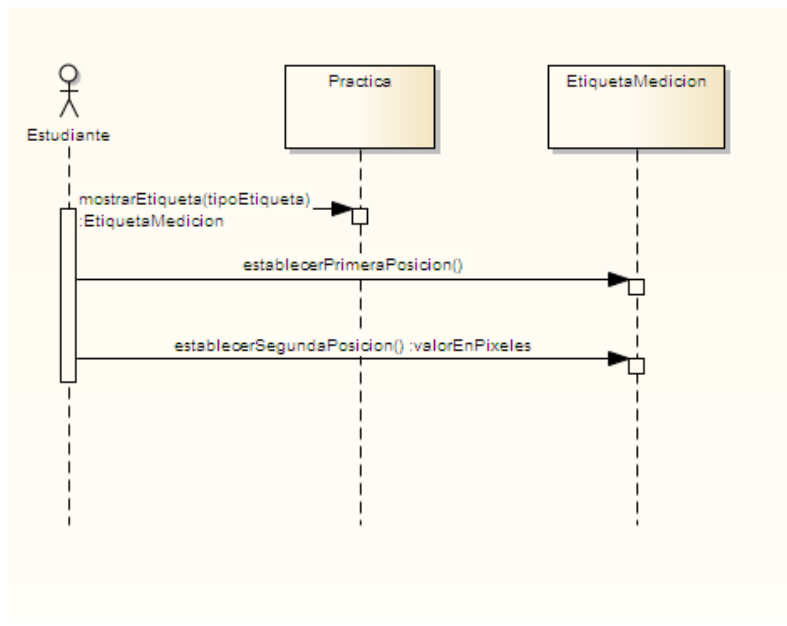 Estudiante
Practica
EtiquetaMedicion
mostrarEtiqueta(tipoEtiqueta)
:EtiquetaMedicion
establecerPrimeraPosicion()
establecerSegundaPosicion() :valorEnPixeles